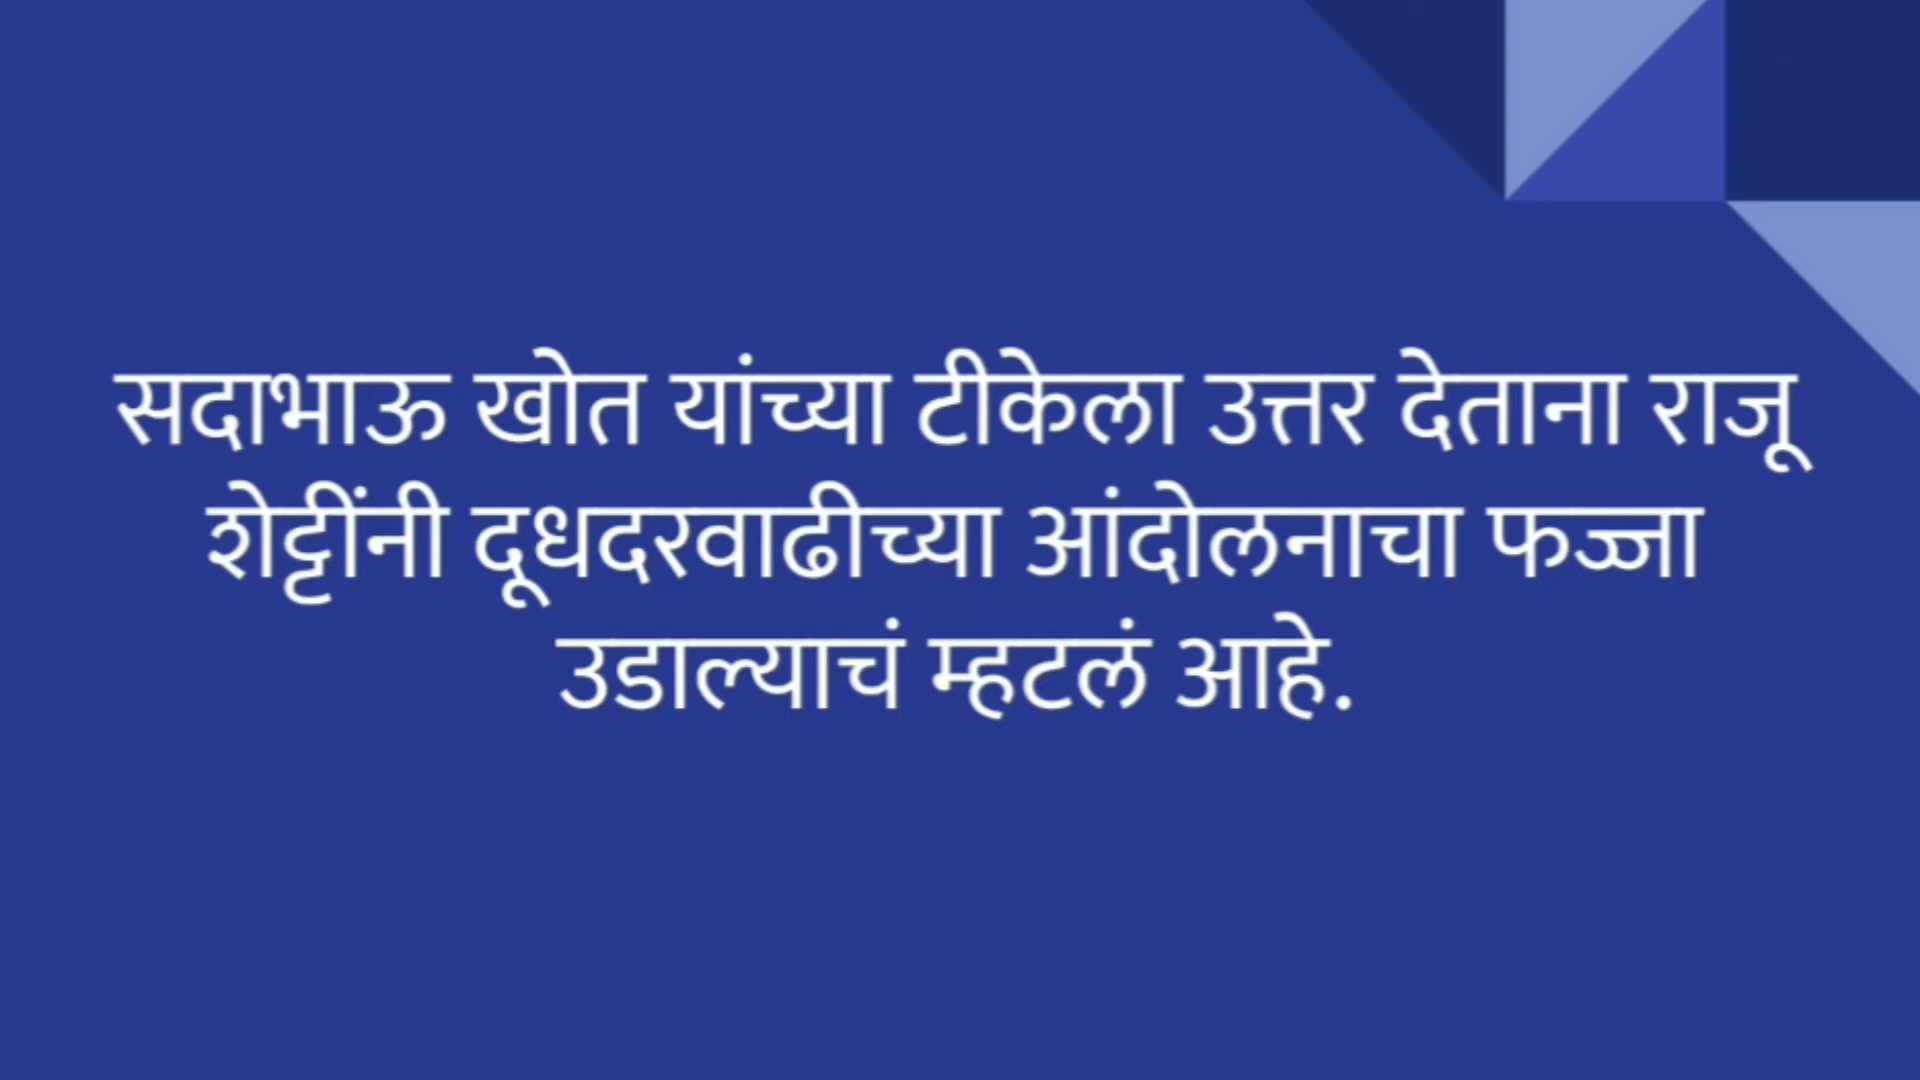 सदाभाऊ खोत यांच्या टीकेला उत्तर देताना राजू
शेट्टींनी दूधदरवाढीच्या आंदोलनाचा फज्जा
उडाल्याचं म्हटलं आहे.